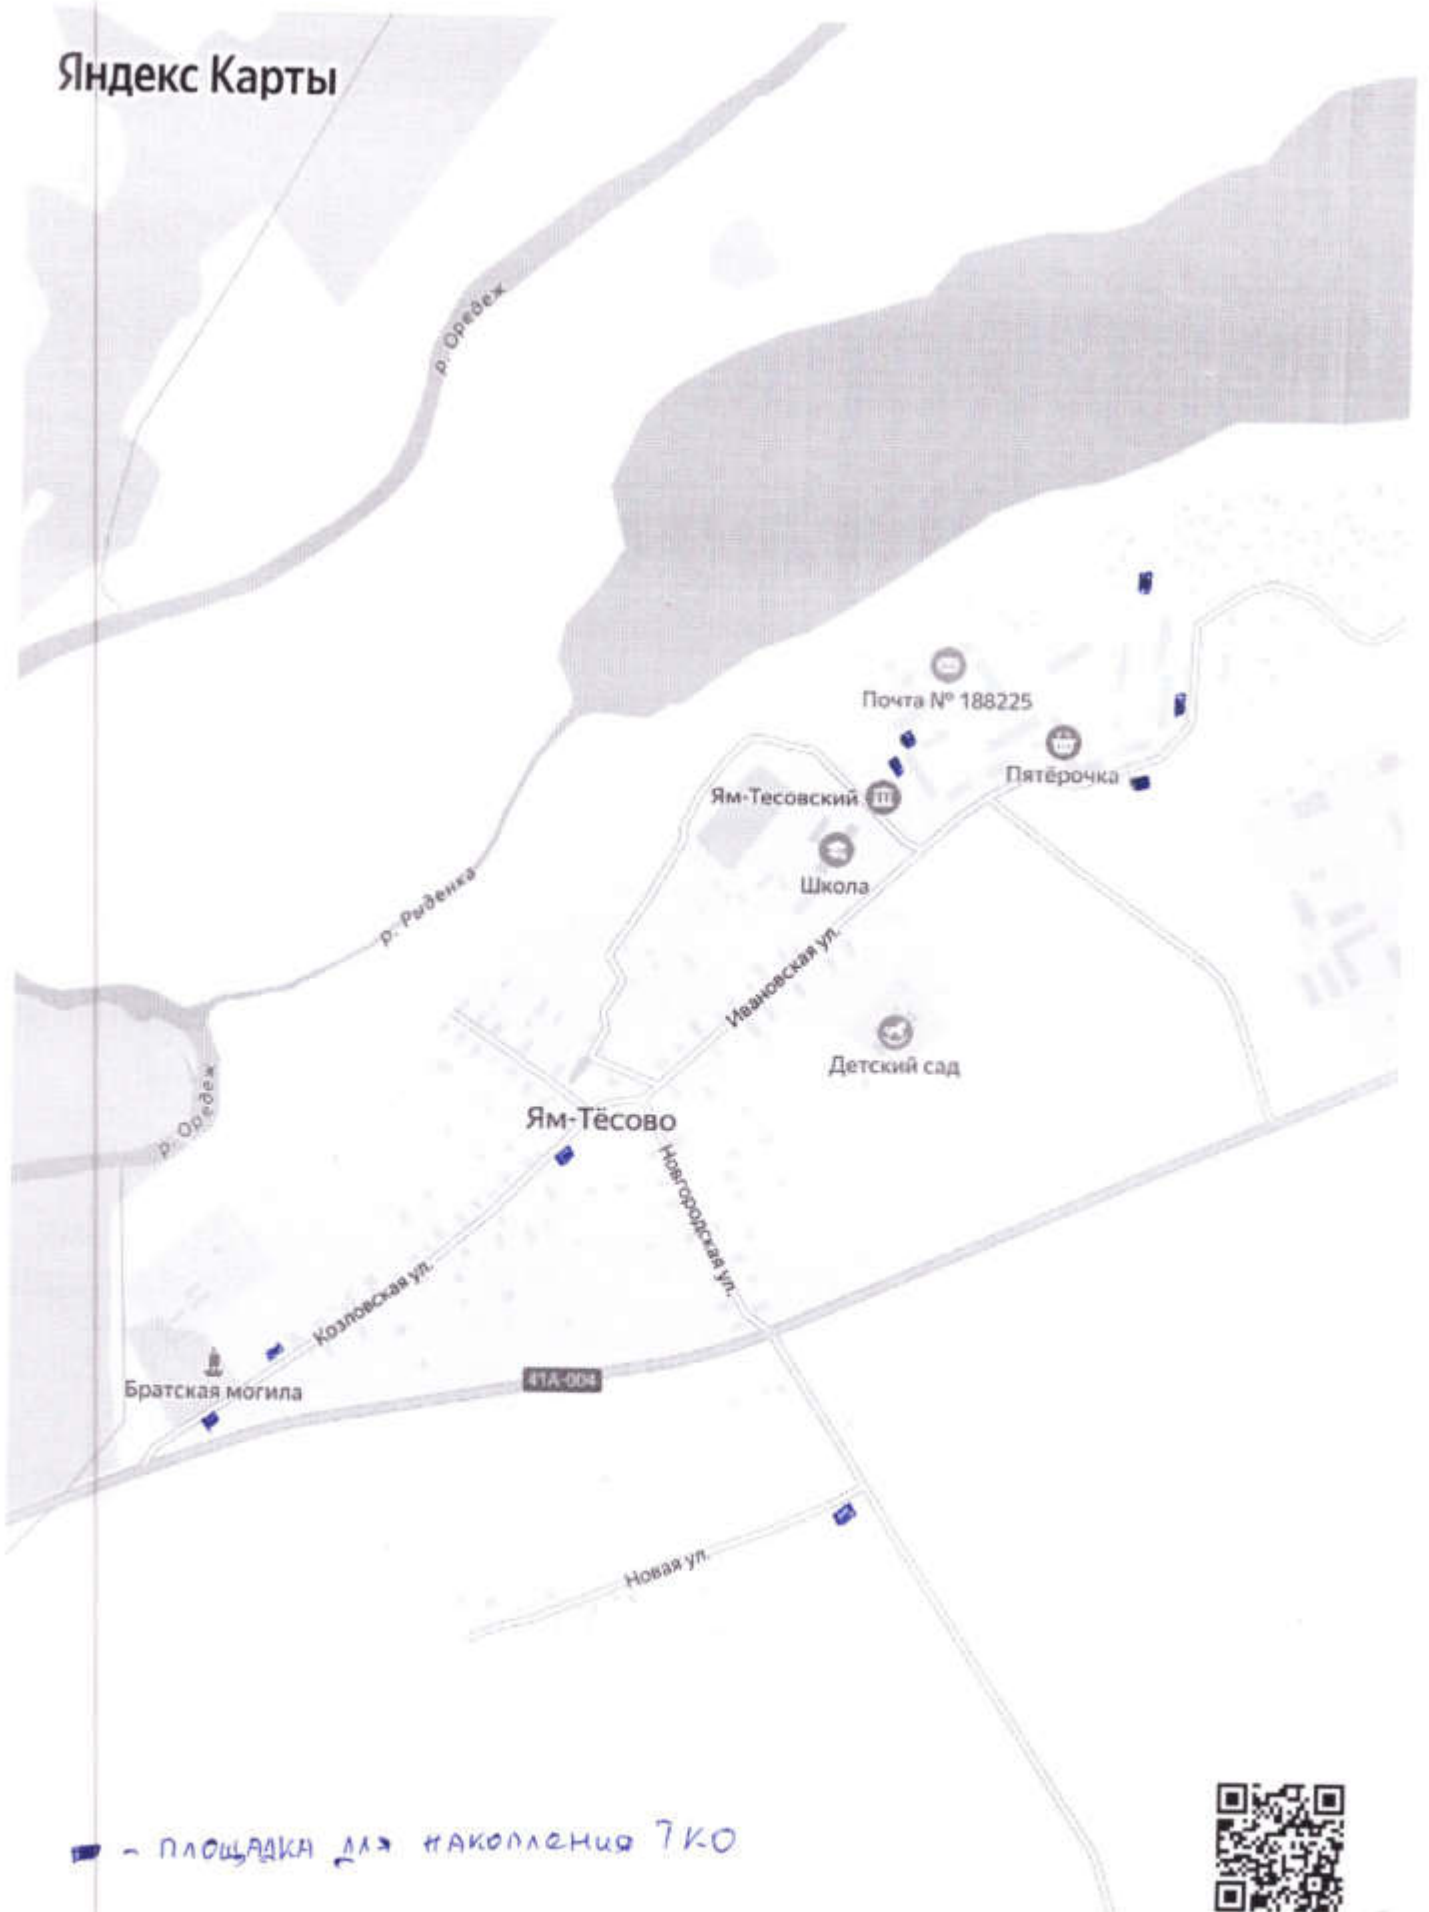 Яндекс Карты
р. Оредеж
Почта № 188225
Пятёрочка
Ям-Тесовский
Школа
р. Рыденка
Ивановская ул.
Детский сад
р. Оредеж
Ям-Тёсово
Новгородская ул.
Козловская ул.
Братская могила
41А-004
Новая ул.
- площадка для накопления ТКО